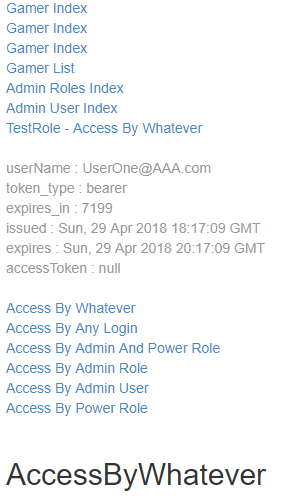 Gamer Index
Gamer Index
Gamer Index
Gamer List
Admin Roles Index
Admin User Index
TestRole - Access By Whatever
userName : UserOne@AAA.com
token_type : bearer
expires_in : 7199
issued : Sun, 29 Apr 2018 18:17:09 GMT
expires : Sun, 29 Apr 2018 20:17:09 GMT
accessToken : null
Access By Whatever
Access By Any Login
Access By Admin And Power Role
Access By Admin Role
Access By Admin User
Access By Power Role
AccessByWhatever